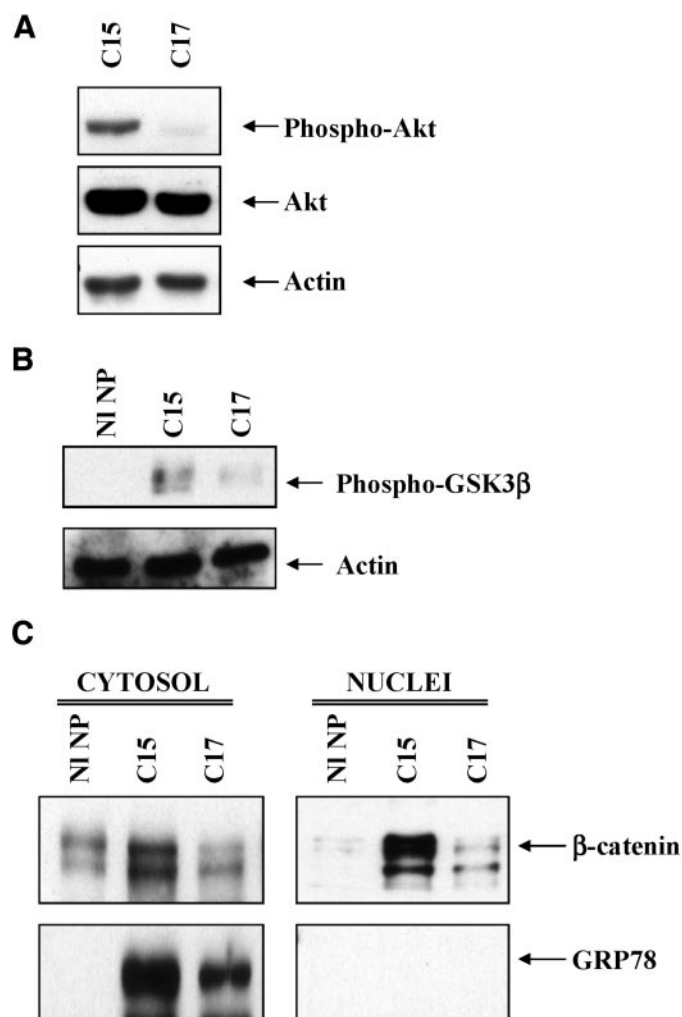 A
C15 C17
Phospho-Akt
Akt
Actin
B
Nl NP C15 C17
Phospho-GSK3β
Actin
C
CYTOSOL NUCLEI
Nl NP C15 C17 Nl NP C15 C17
β-catenin
GRP78